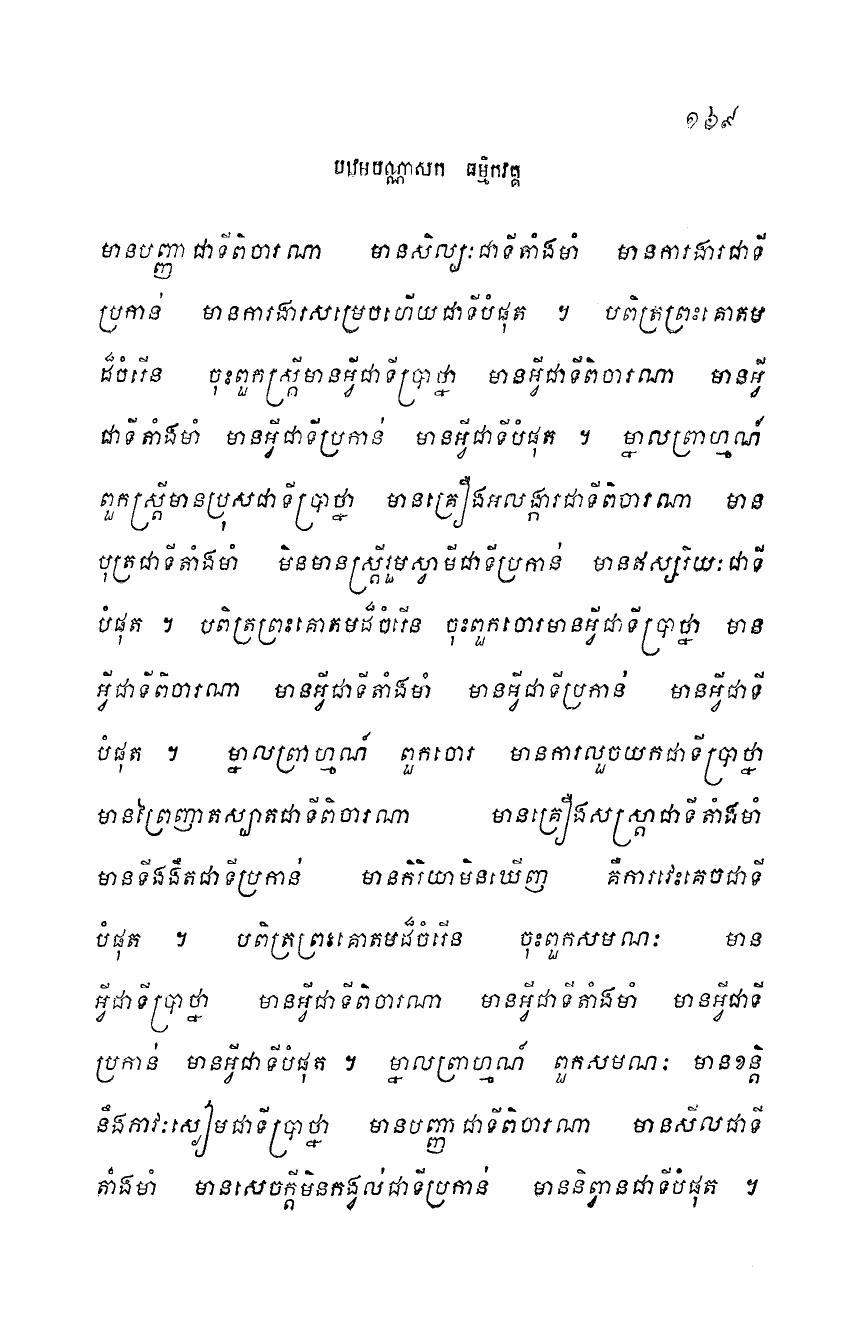 ១៦៩
បឋមបណ្ណាសក ធម្មិកវគ្គ
មានបញ្ញាជាទីពិចារណា មានសិល្បៈជាទីតាំងមាំ មានការងារជាទី
ប្រកាន់ មានការងារសម្រេចហើយជាទីបំផុត ។ បពិត្រព្រះគោតម
ដ៏ចំរើន ចុះពួកស្ត្រីមានអ្វីជាទីប្រាថ្នា មានអ្វីជាទីពិចារណា មានអ្វី
ជាទីតាំងមាំ មានអ្វីជាទីប្រកាន់ មានអ្វីជាទីបំផុត ។ ម្នាលព្រាហ្មណ៍
ពួកស្ត្រីមានប្រុសជាទីប្រាថ្នា មានគ្រឿងអលង្ការជាទីពិចារណា មាន
បុត្រជាទីតាំងមាំ មិនមានស្ត្រីរួមស្វាមីជាទីប្រកាន់ មានឥស្សរិយៈជាទី
បំផុត ។ បពិត្រព្រះគោតមដ៏ចំរើន ចុះពួកចោរមានអ្វីជាទីប្រាថ្នា មាន
អ្វីជាទីពិចារណា មានអ្វីជាទីតាំងមាំ មានអ្វីជាទីប្រកាន់ មានអ្វីជាទី
បំផុត ។ ម្នាលព្រាហ្មណ៍ ពួកចោរ មានការលួចយកជាទីប្រាថ្នា
មានព្រៃញាតស្បាតជាទីពិចារណា មានគ្រឿងសស្ត្រាជាទីតាំងមាំ
មានទីងងឹតជាទីប្រកាន់ មានកិរិយាមិនឃើញ គឺការវេះគេចជាទី
បំផុត ។ បពិត្រព្រះគោតមដ៏ចំរើន ចុះពួកសមណៈ មាន
អ្វីជាទីប្រាថ្នា មានអ្វីជាទីពិចារណា មានអ្វីជាទីតាំងមាំ មានអ្វីជាទី
ប្រកាន់ មានអ្វីជាទីបំផុត ។ ម្នាលព្រាហ្មណ៍ ពួកសមណៈ មានខន្តិ
នឹងភាវៈស្លៀមជាទីប្រាថ្នា មានបញ្ញាជាទីពិចារណា មានសីលជាទី
តាំងមាំ មានសេចក្តីមិនកង្វល់ជាទីប្រកាន់ មាននិព្វានជាទីបំផុត ។